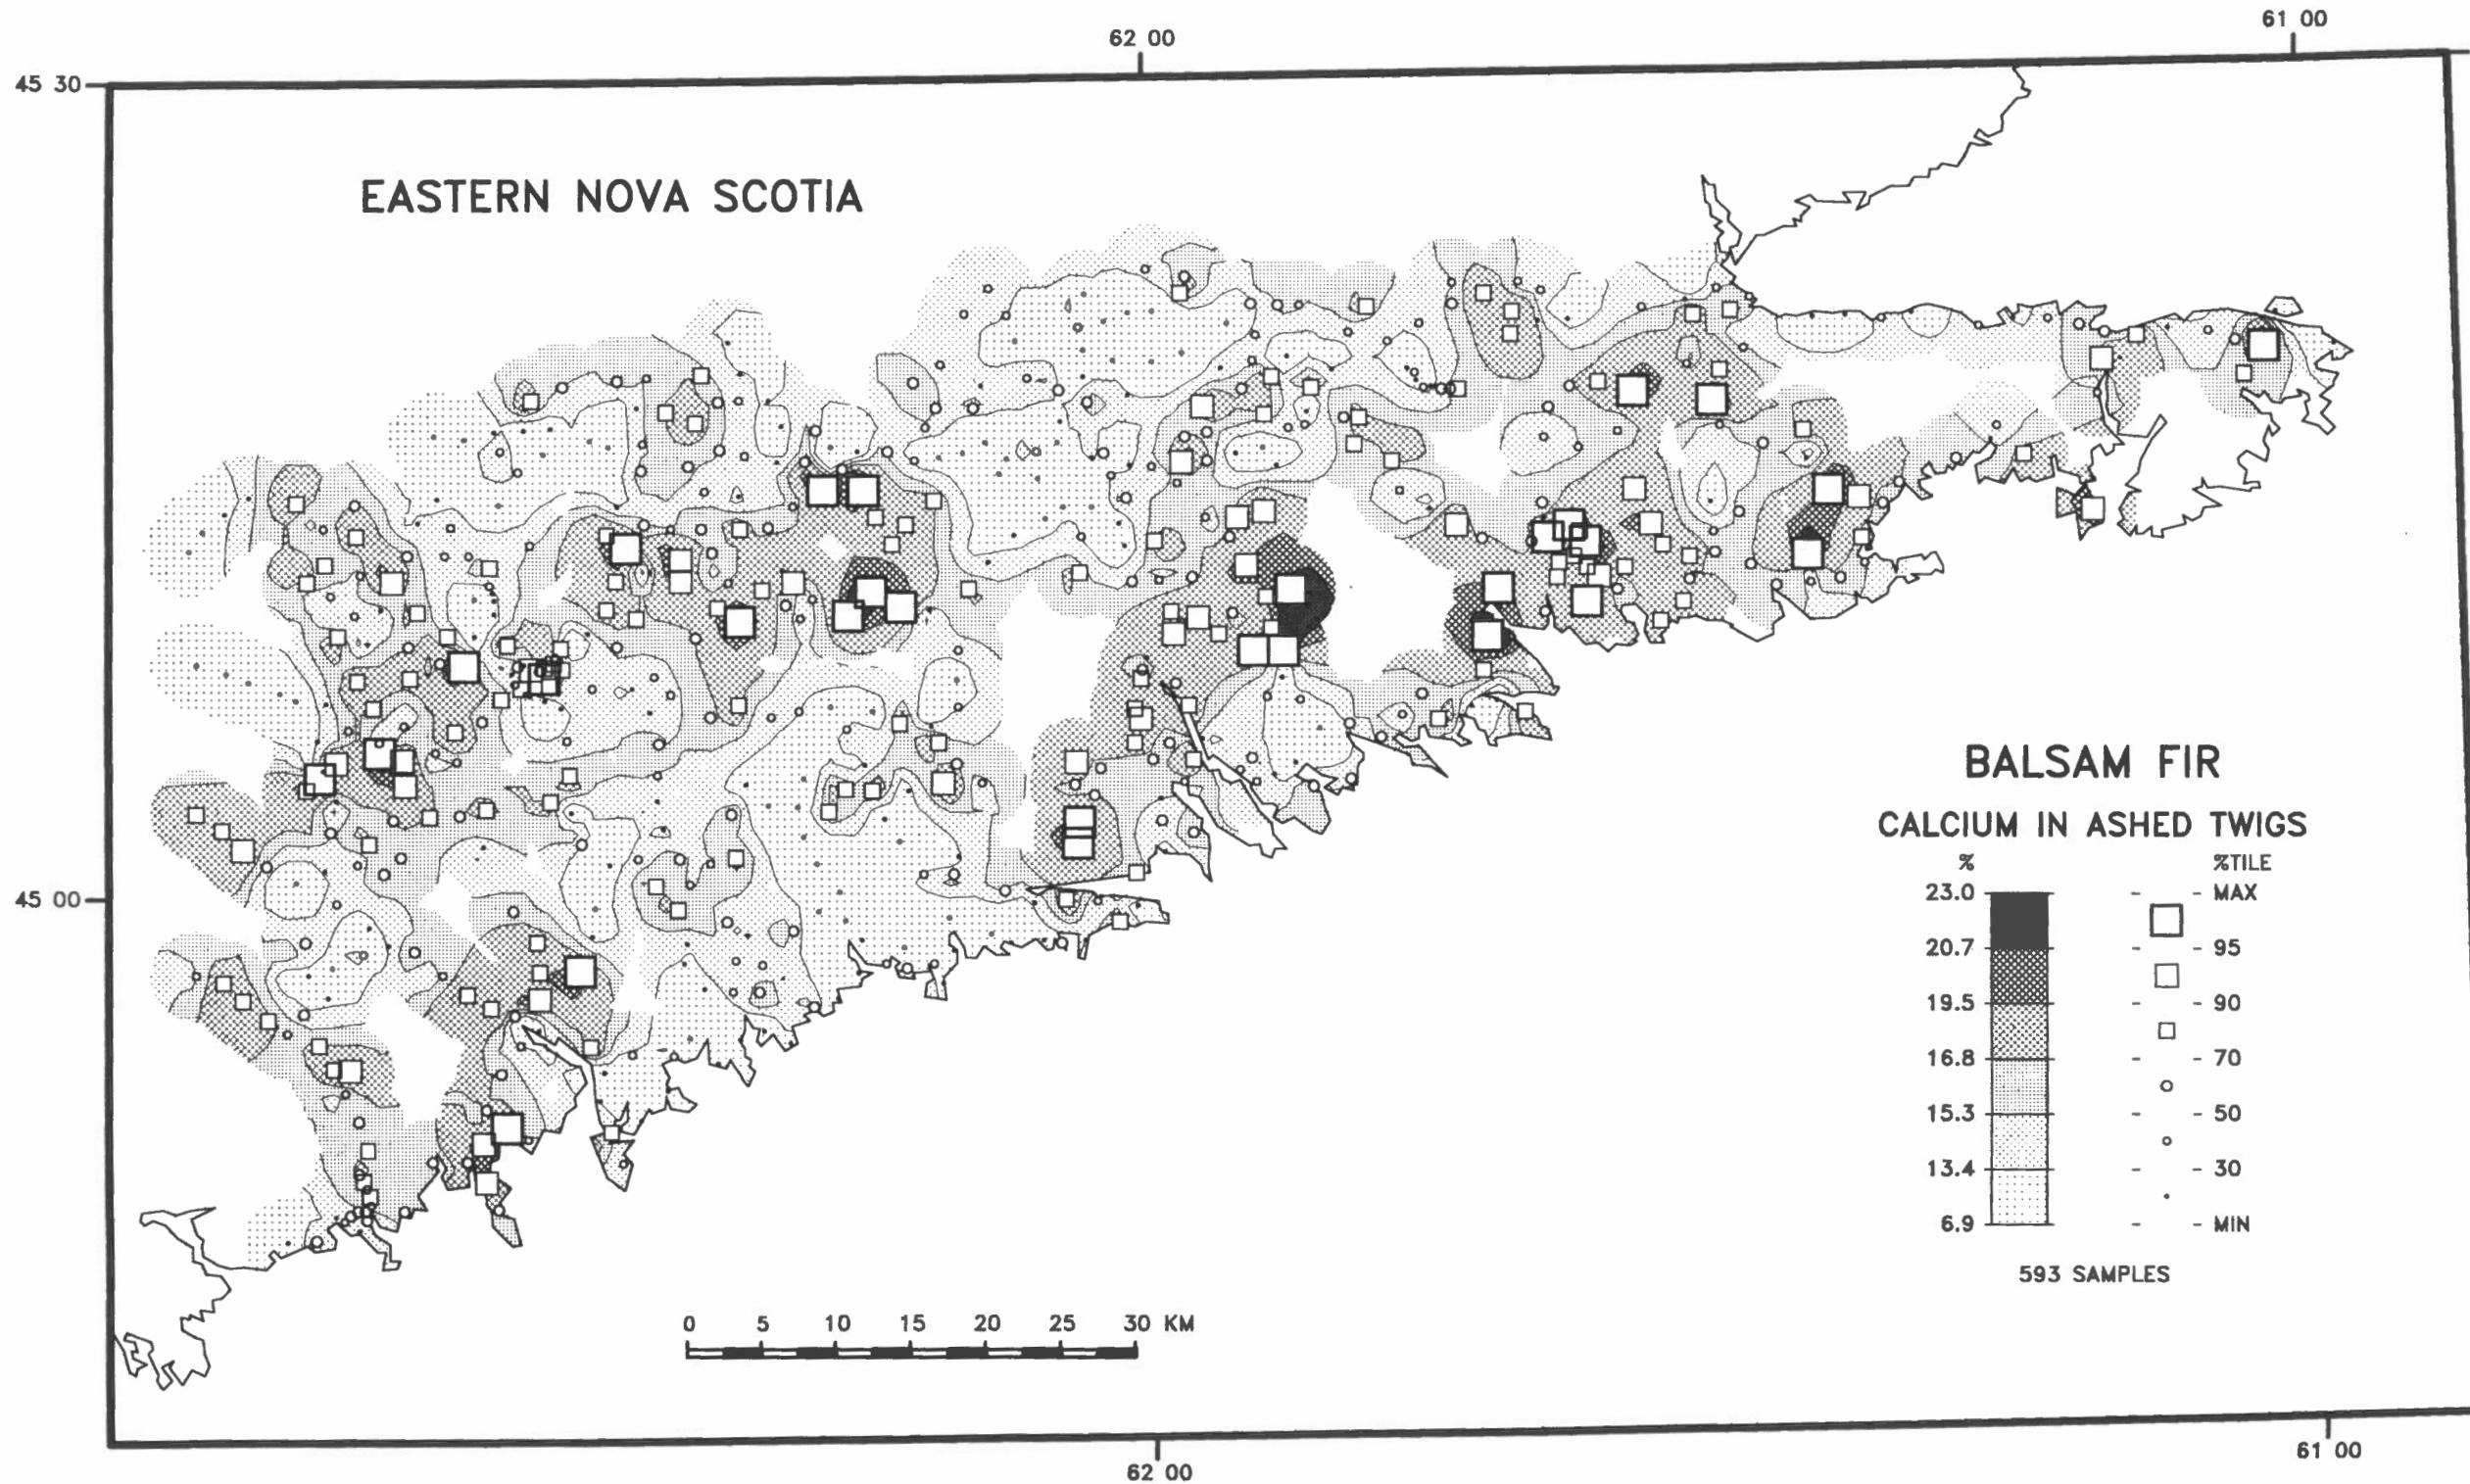 61 00
62 00
45 30
EASTERN NOVA SCOTIA
BALSAM FIR
CALCIUM IN ASHED TWIGS
% %TILE
23.0 - - MAX
20.7 - - 95
19.5 - - 90
16.8 - - 70
15.3 - - 50
13.4 - - 30
6.9 - - MIN
593 SAMPLES
45 00
0 5 10 15 20 25 30 KM
61 00
62 00